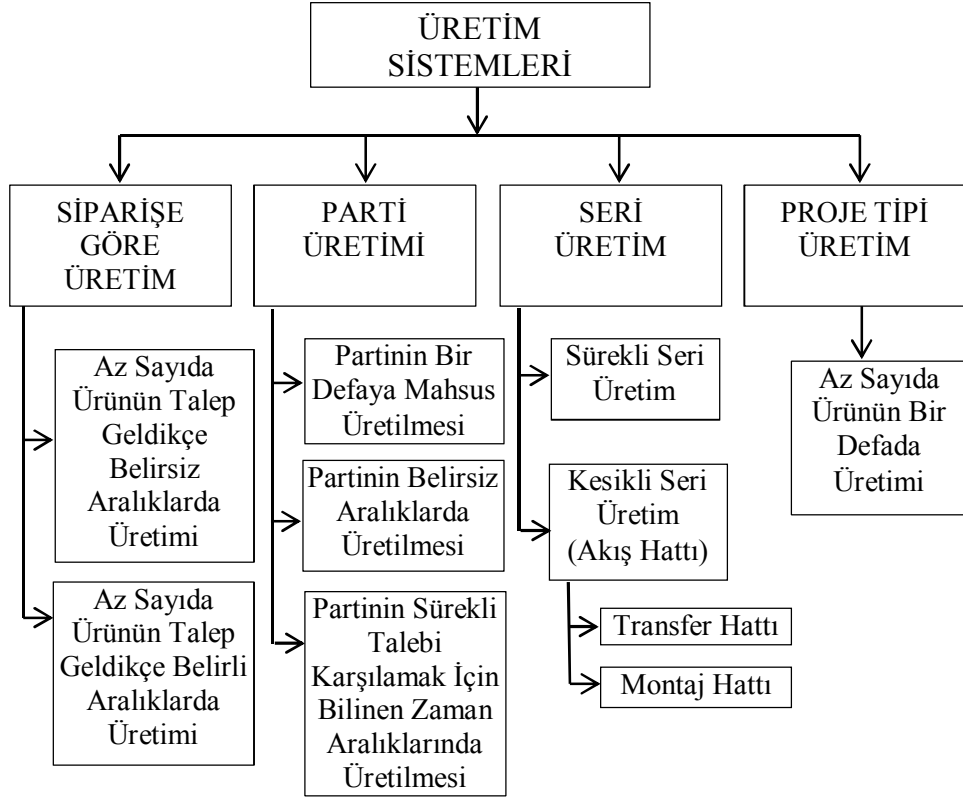 ÜRETİM
SİSTEMLERİ
SİPARİŞE
GÖRE
ÜRETİM
PARTİ
ÜRETİMİ
SERİ
ÜRETİM
PROJE TİPİ
ÜRETİM
Az Sayıda
Ürünün Talep
Geldikçe
Belirsiz
Aralıklarda
Üretimi
Az Sayıda
Ürünün Talep
Geldikçe Belirli
Aralıklarda
Üretimi
Partinin Bir
Defaya Mahsus
Üretilmesi
Partinin Belirsiz
Aralıklarda
Üretilmesi
Partinin Sürekli
Talebi
Karşılamak İçin
Bilinen Zaman
Aralıklarında
Üretilmesi
Sürekli Seri
Üretim
Kesikli Seri
Üretim
(Akış Hattı)
Transfer Hattı
Montaj Hattı
Az Sayıda
Ürünün Bir
Defada
Üretimi